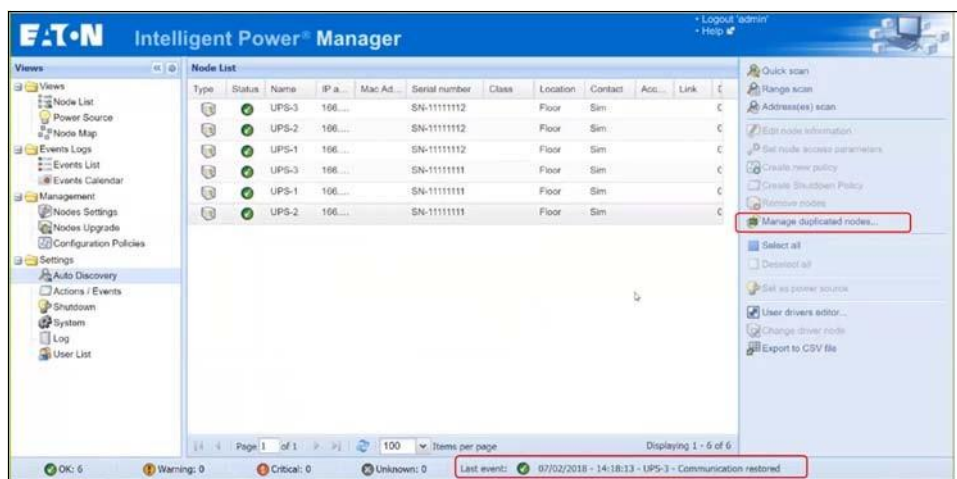 EATON Intelligent Power® Manager
• Logout 'admin'
• Help
Views
Views
Node List
Power Source
Node Map
Events Logs
Events List
Events Calendar
Management
Nodes Settings
Nodes Upgrade
Configuration Policies
Settings
Auto Discovery
Actions / Events
Shutdown
System
Log
User List
Node List
Type Status Name IP a... Mac Ad... Serial number Class Location Contact Acc... Link
UPS-3 166.... SN-11111112 Floor Sim C
UPS-2 166.... SN-11111112 Floor Sim C
UPS-1 166.... SN-11111112 Floor Sim C
UPS-3 166.... SN-11111111 Floor Sim C
UPS-1 166.... SN-11111111 Floor Sim C
UPS-2 166.... SN-11111111 Floor Sim C
Page 1 of 1 100 Items per page Displaying 1 - 6 of 6
Quick scan
Range scan
Address(es) scan
Edit node information
Set node access parameters
Create new policy
Create Shutdown Policy
Remove nodes
Manage duplicated nodes...
Select all
Deselect all
Set as power source
User drivers editor...
Change driver node
Export to CSV file
OK: 6 Warning: 0 Critical: 0 Unknown: 0 Last event: 07/02/2018 - 14:18:13 - UPS-3 - Communication restored